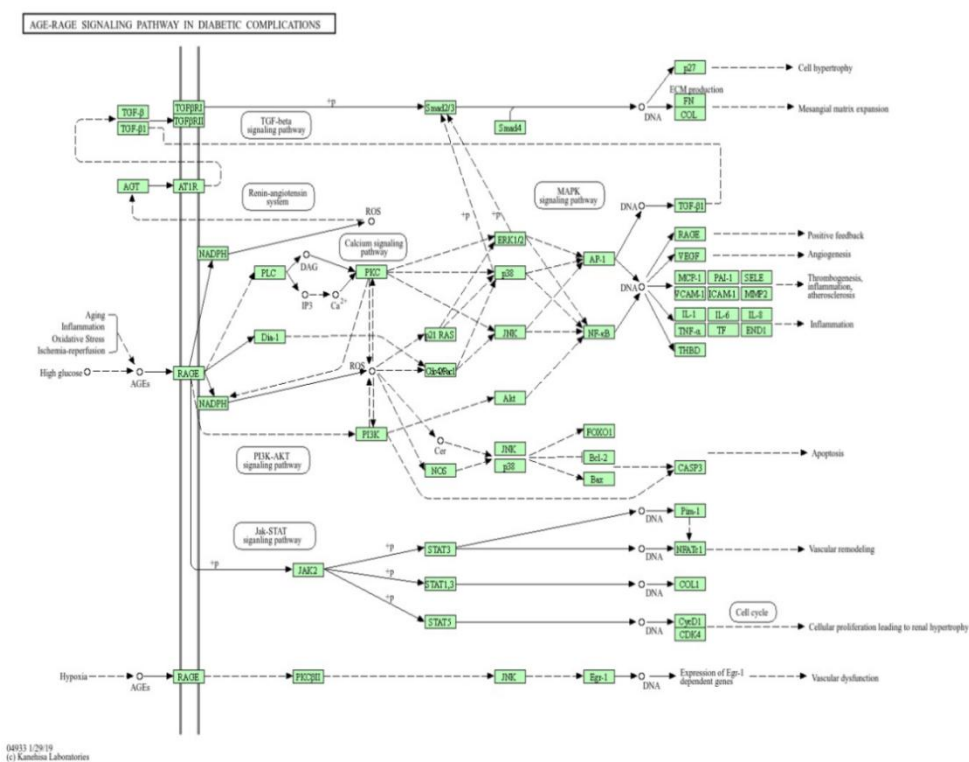 AGE-RAGE SIGNALING PATHWAY IN DIABETIC COMPLICATIONS
p27
Cell hypertrophy
ECM production
FN
COL
Mesangial matrix expansion
DNA
TGF-β
TGF-β1
TGFβRI
TGFβRII
+p
TGF-beta
signaling pathway
Smad2/3
Smad4
AGT
AT1R
Renin-angiotensin
system
ROS
MAPK
signaling pathway
DNA
TGF-β1
+p
+p
NADPH
Calcium signaling
pathway
PLC
DAG
IP3
Ca2+
PKC
ERK1/2
p38
AP-1
DNA
RAGE
Positive feedback
VEGF
Angiogenesis
MCP-1
PAI-1
SELE
VCAM-1
ICAM-1
MMP2
Thrombogenesis,
inflammation,
atherosclerosis
IL-1
IL-6
IL-8
TNF-α
TF
END1
Inflammation
THBD
Aging
Inflammation
Oxidative Stress
Ischemia-reperfusion
High glucose
AGEs
RAGE
Dia-1
p21 RAS
JNK
NF-κB
ROS
NADPH
Akt
PI3K
PI3K-AKT
signaling pathway
Cer
NOS
JNK
p38
FOXO1
Bcl-2
Bax
CASP3
Apoptosis
Jak-STAT
signaling pathway
+p
JAK2
+p
STAT3
DNA
Pim-1
DNA
NFATc1
Vascular remodeling
+p
STAT1,3
DNA
COL1
+p
STAT5
DNA
CycD1
CDK4
Cell cycle
Cellular proliferation leading to renal hypertrophy
Hypoxia
AGEs
RAGE
PKCβII
JNK
Egr-1
DNA
Expression of Egr-1
dependent genes
Vascular dysfunction
04933 1/29/19
(c) Kanehisa Laboratories